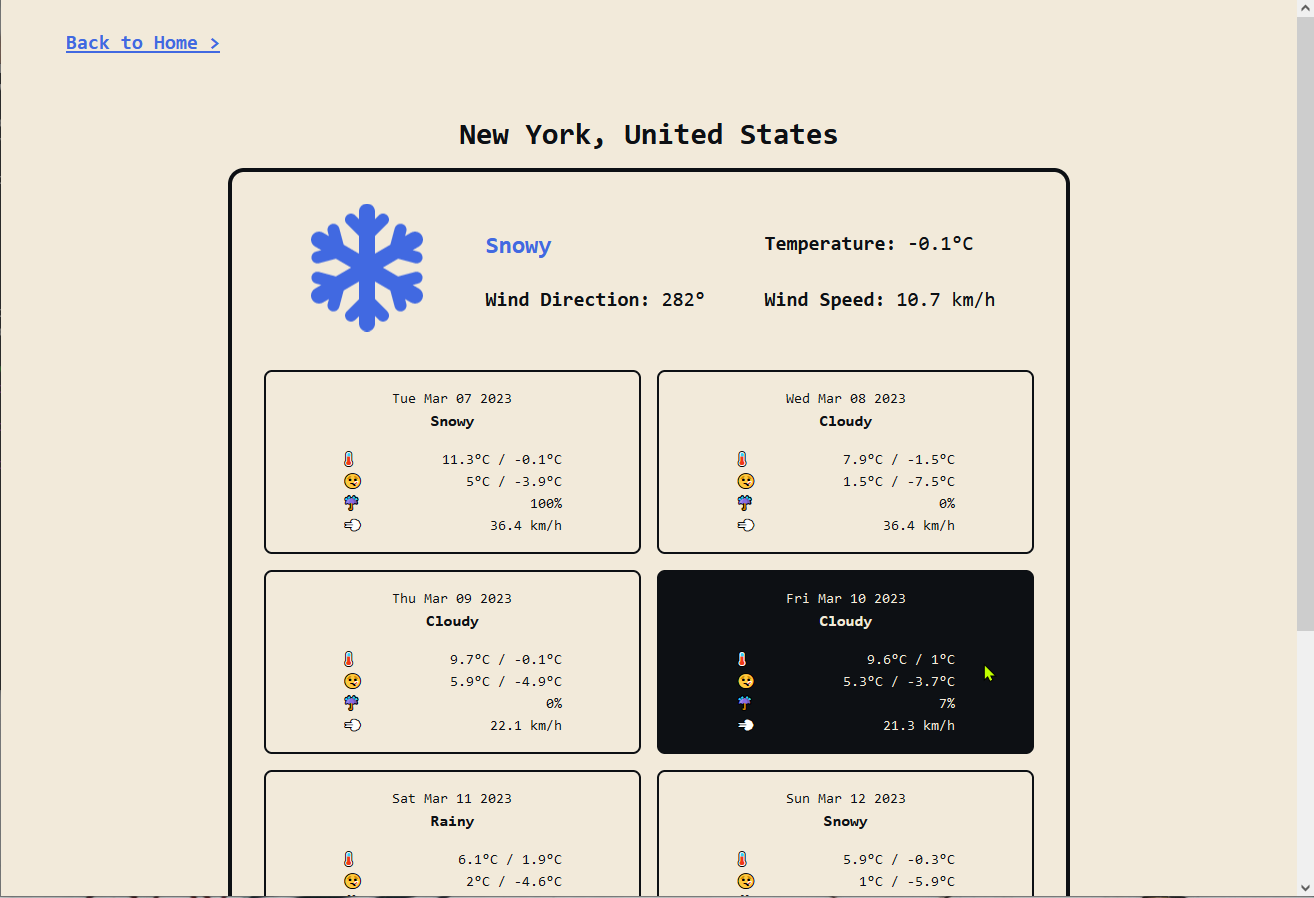 Back to Home >
New York, United States
Snowy
Temperature: -0.1°C
Wind Direction: 282°
Wind Speed: 10.7 km/h
Tue Mar 07 2023
Snowy
11.3°C / -0.1°C
5°C / -3.9°C
100%
36.4 km/h
Wed Mar 08 2023
Cloudy
7.9°C / -1.5°C
1.5°C / -7.5°C
0%
36.4 km/h
Thu Mar 09 2023
Cloudy
9.7°C / -0.1°C
5.9°C / -4.9°C
0%
22.1 km/h
Fri Mar 10 2023
Cloudy
9.6°C / 1°C
5.3°C / -3.7°C
7%
21.3 km/h
Sat Mar 11 2023
Rainy
6.1°C / 1.9°C
2°C / -4.6°C
Sun Mar 12 2023
Snowy
5.9°C / -0.3°C
1°C / -5.9°C